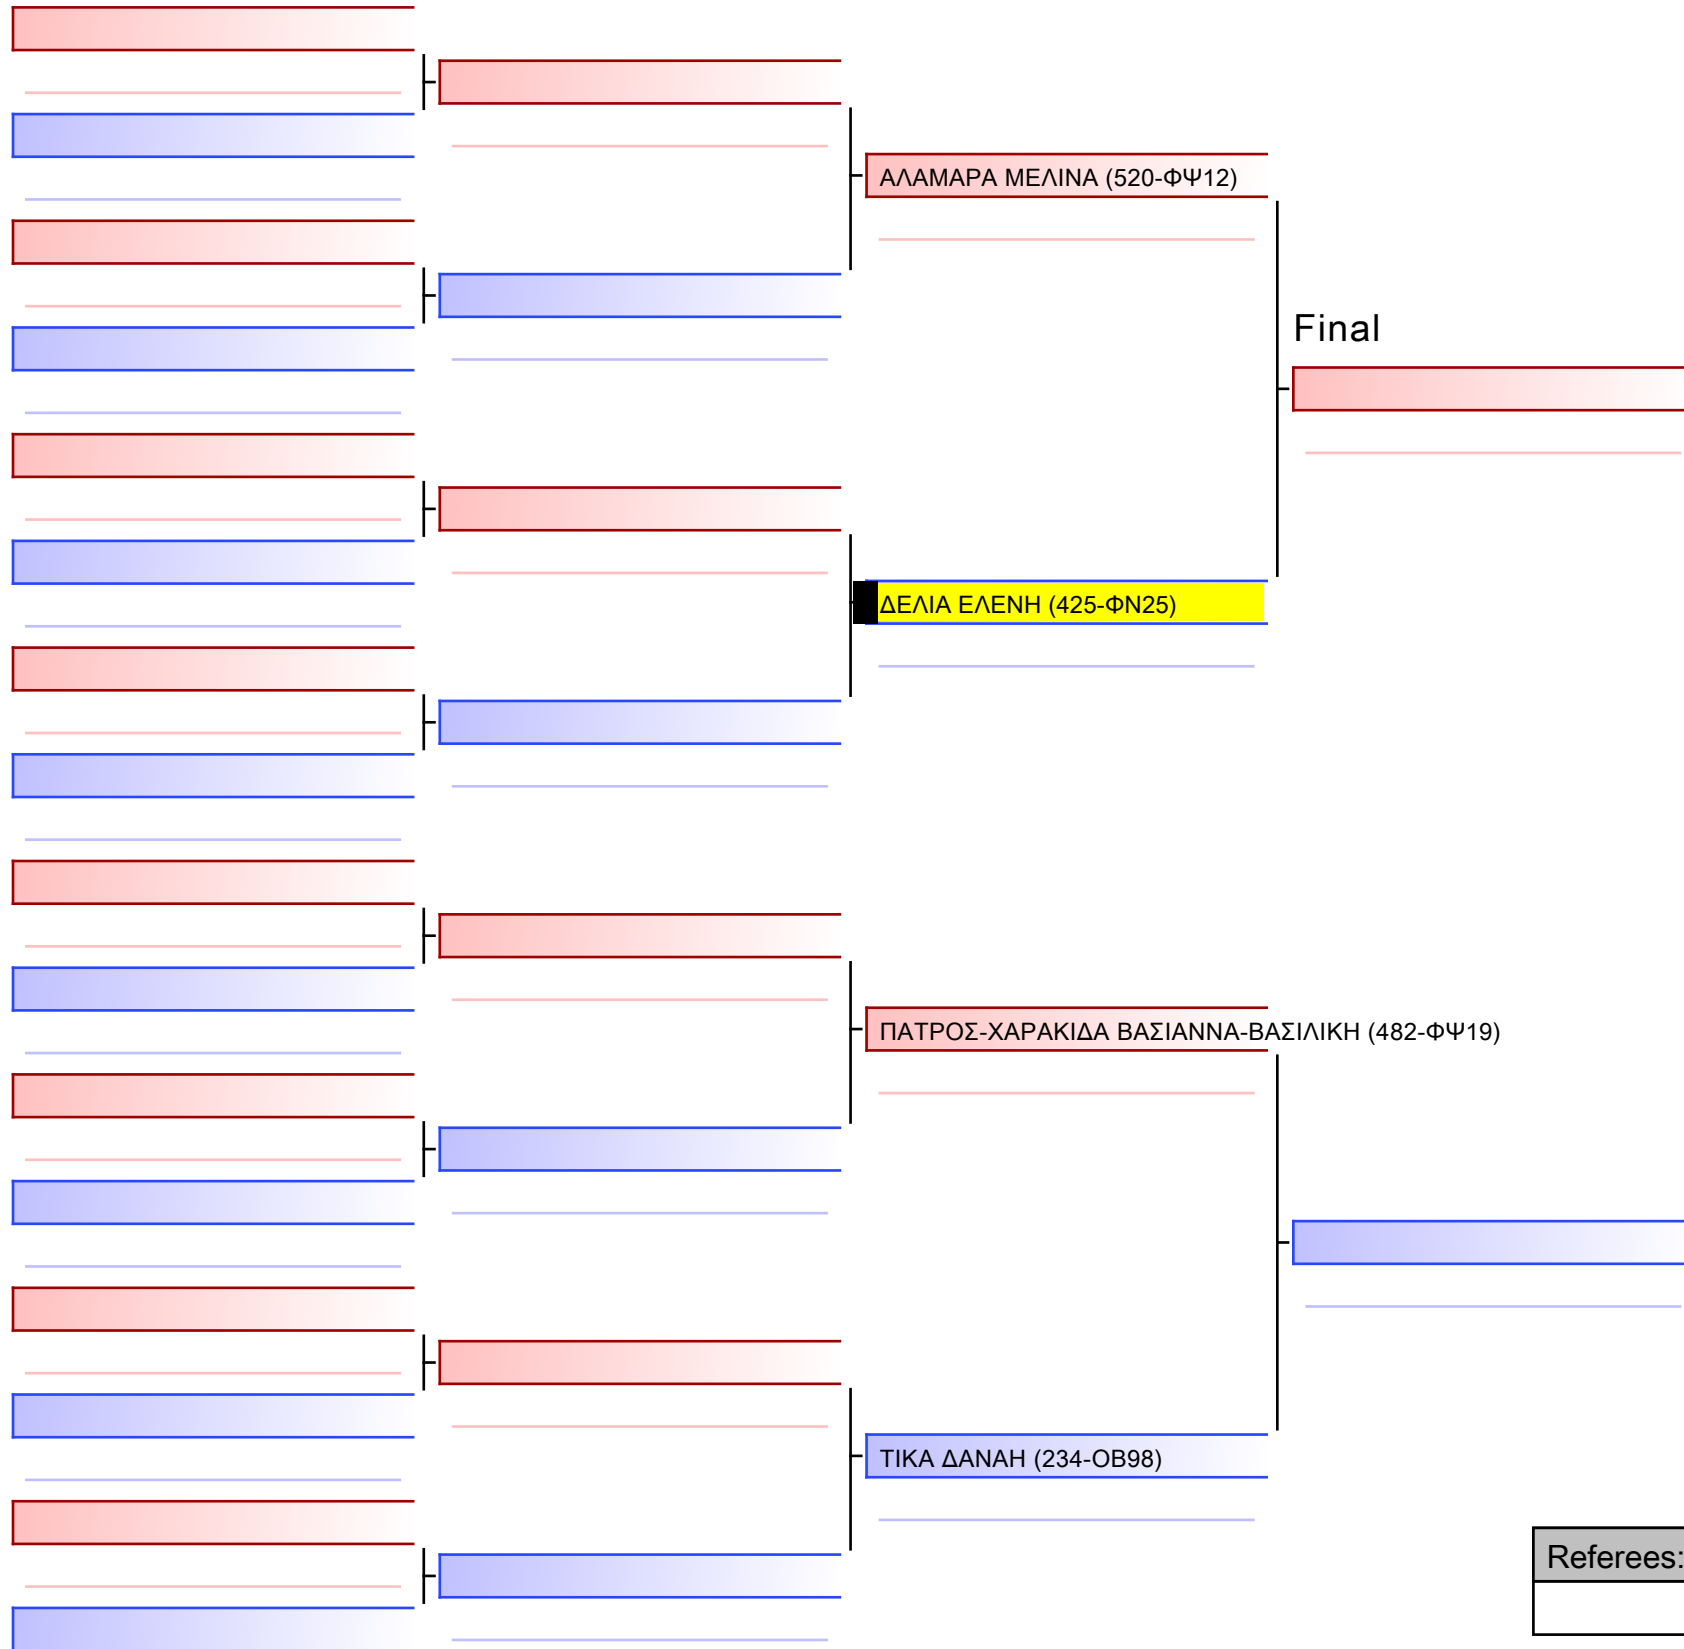 ΑΛΑΜΑΡΑ ΜΕΛΙΝΑ (520-ΦΨ12)
Final
ΔΕΛΙΑ ΕΛΕΝΗ (425-ΦΝ25)
ΠΑΤΡΟΣ-ΧΑΡΑΚΙΔΑ ΒΑΣΙΑΝΝΑ-ΒΑΣΙΛΙΚΗ (482-ΦΨ19)
ΤΙΚΑ ΔΑΝΑΗ (234-ΟΒ98)
Referees: